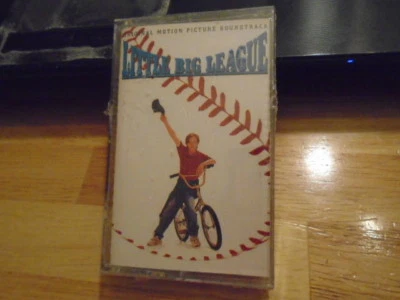 ORIGINAL MOTION PICTURE SOUNDTRACK
LITTLE BIG LEAGUE